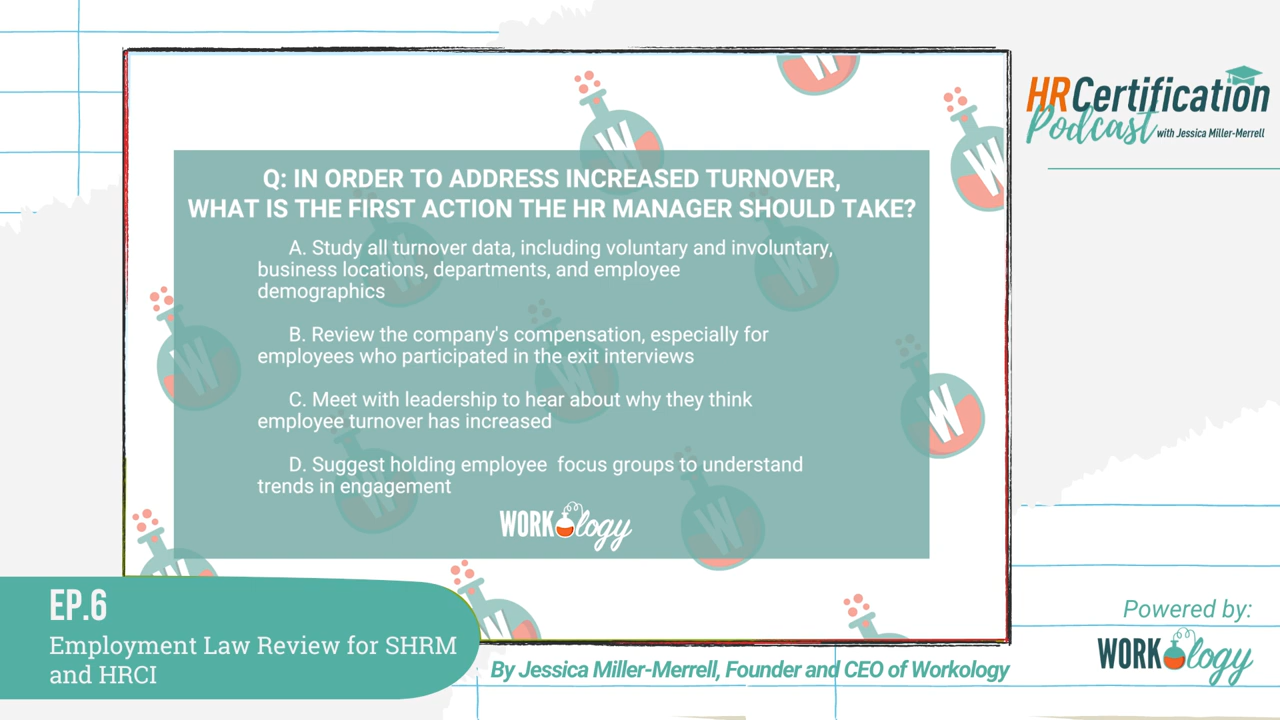 HR Certification
Podcast with Jessica Miller-Merrell
Q: IN ORDER TO ADDRESS INCREASED TURNOVER,
WHAT IS THE FIRST ACTION THE HR MANAGER SHOULD TAKE?
A. Study all turnover data, including voluntary and involuntary,
business locations, departments, and employee
demographics
B. Review the company's compensation, especially for
employees who participated in the exit interviews
C. Meet with leadership to hear about why they think
employee turnover has increased
D. Suggest holding employee  focus groups to understand
trends in engagement
WORKology
EP.6
Employment Law Review for SHRM
and HRCI
By Jessica Miller-Merrell, Founder and CEO of Workology
Powered by:
WORKology
W
W
W
W
W
W
W
W
W
W
W